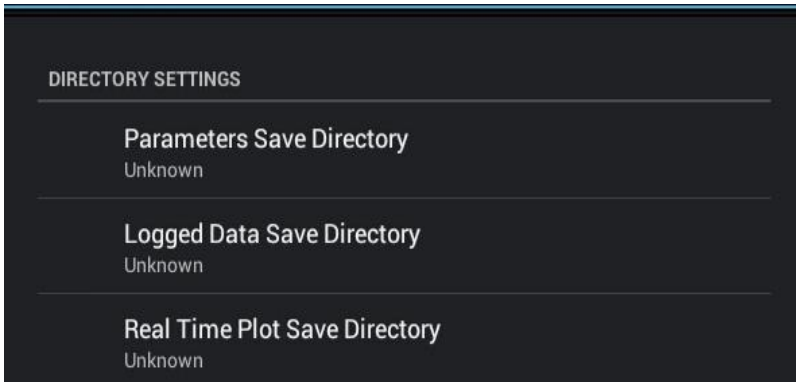 DIRECTORY SETTINGS
Parameters Save Directory
Unknown
Logged Data Save Directory
Unknown
Real Time Plot Save Directory
Unknown